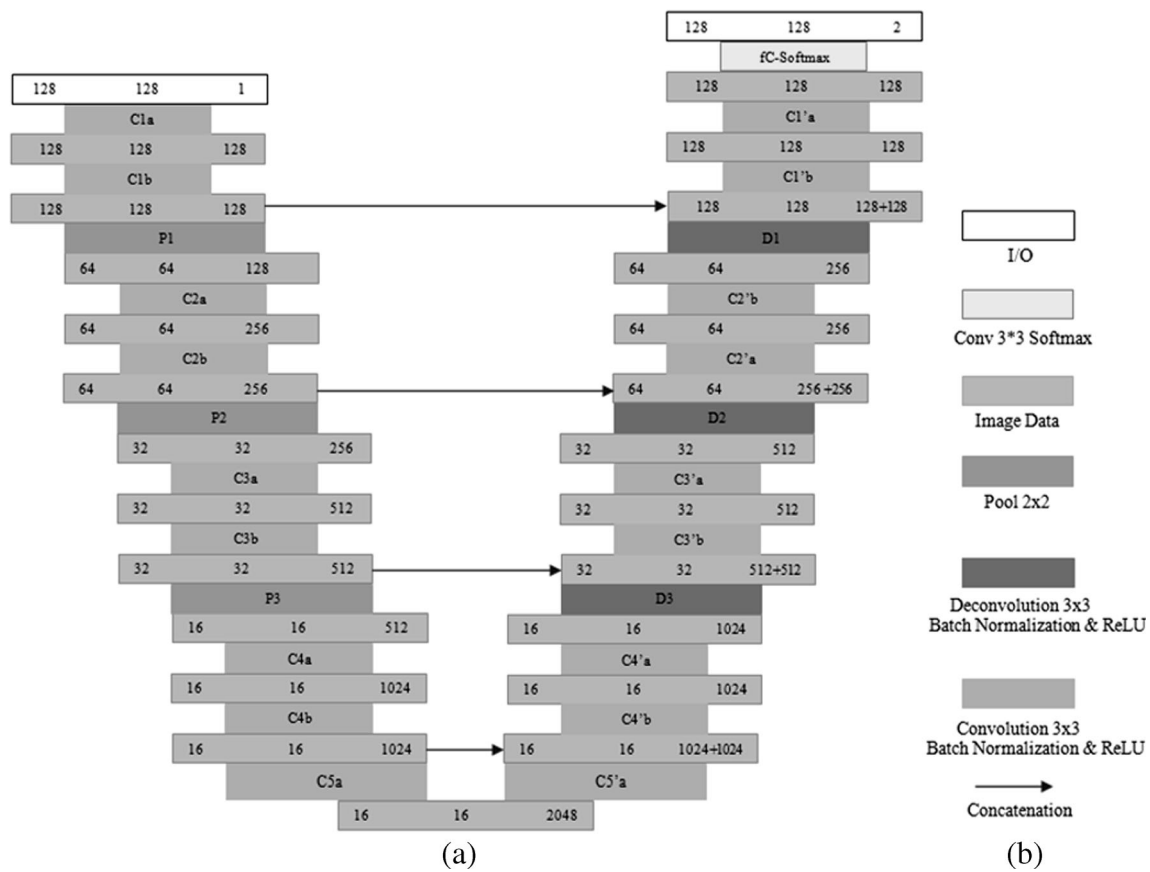 128 128 1
C1a
128 128 128
C1b
128 128 128
P1
64 64 128
C2a
64 64 256
C2b
64 64 256
P2
32 32 256
C3a
32 32 512
C3b
32 32 512
P3
16 16 512
C4a
16 16 1024
C4b
16 16 1024
C5a
16 16 2048
128 128 2
fC-Softmax
128 128 128
C1'a
128 128 128
C1'b
128 128 128+128
D1
64 64 256
C2'b
64 64 256
C2'a
64 64 256+256
D2
32 32 512
C3'a
32 32 512
C3'b
32 32 512+512
D3
16 16 1024
C4'a
16 16 1024
C4'b
16 16 1024+1024
C5'a
(a)
I/O
Conv 3*3 Softmax
Image Data
Pool 2x2
Deconvolution 3x3
Batch Normalization & ReLU
Convolution 3x3
Batch Normalization & ReLU
Concatenation
(b)